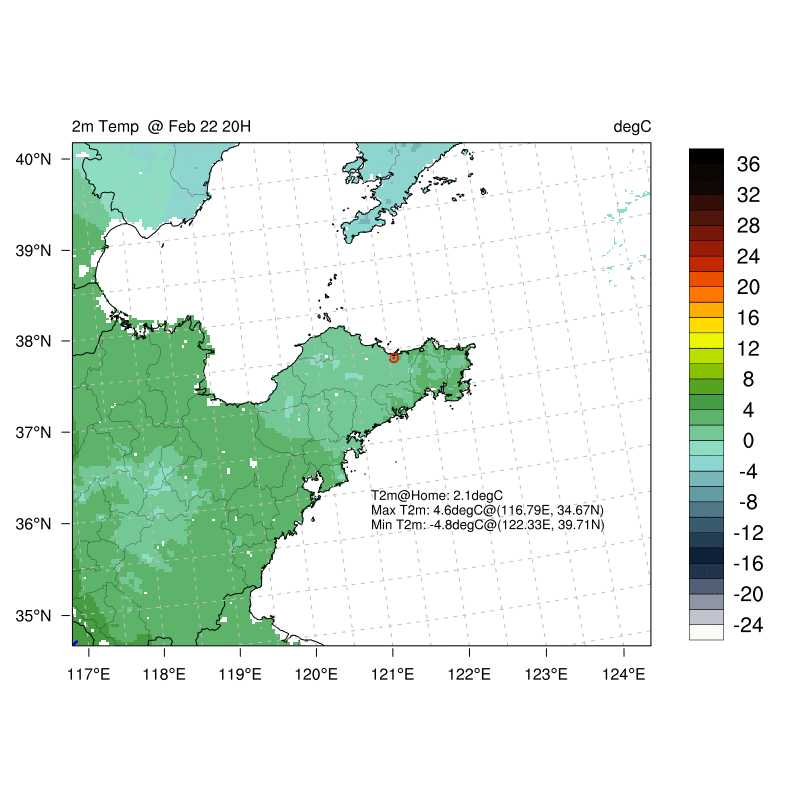 2m Temp @ Feb 22 20H
degC
40°N
39°N
38°N
37°N
36°N
35°N
117°E
118°E
119°E
120°E
121°E
122°E
123°E
124°E
T2m@Home: 2.1degC
Max T2m: 4.6degC@(116.79E, 34.67N)
Min T2m: -4.8degC@(122.33E, 39.71N)
36
32
28
24
20
16
12
8
4
0
-4
-8
-12
-16
-20
-24